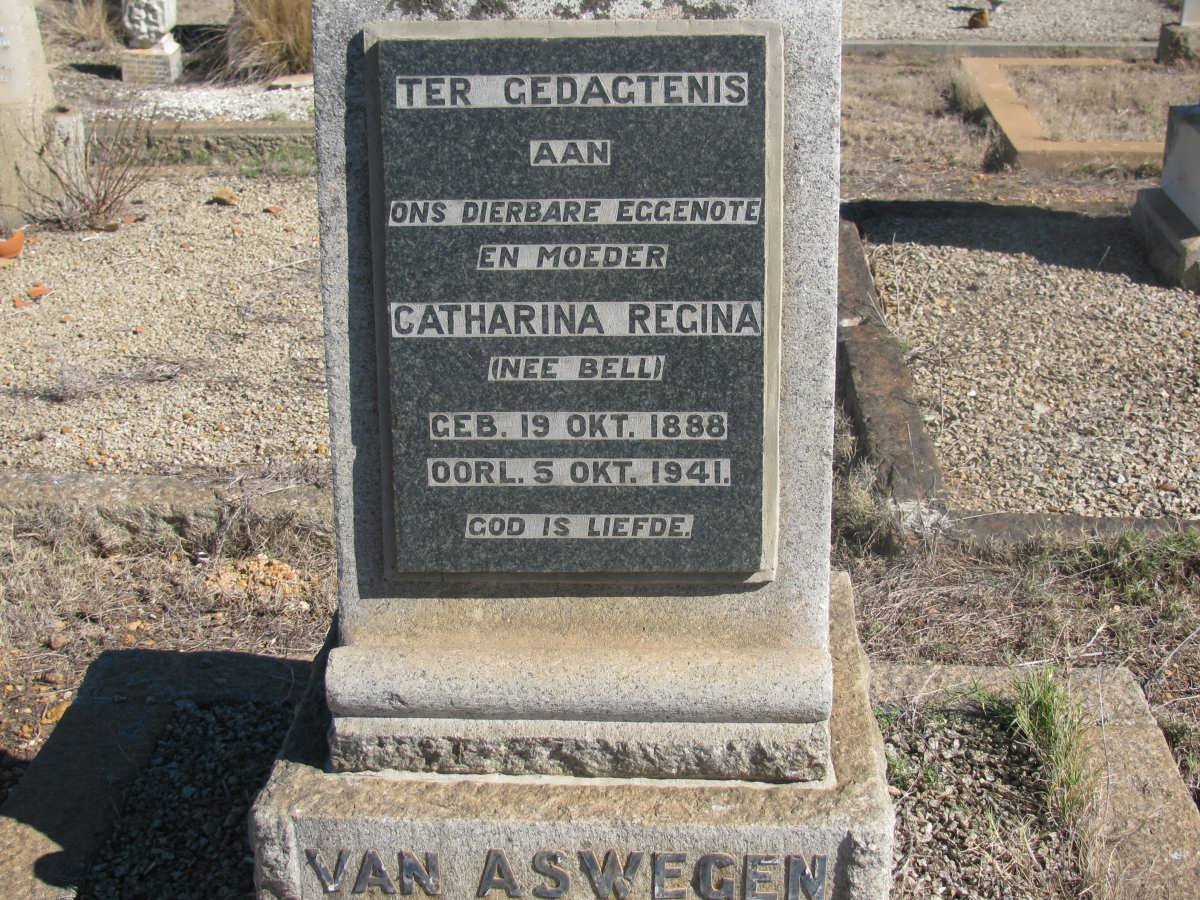 TER GEDAGTENIS
AAN
ONS DIERBARE EGGENOTE
EN MOEDER
CATHARINA REGINA
(NEE BELL)
GEB. 19 OKT. 1888
OORL. 5 OKT. 1941.
GOD IS LIEFDE.
VAN ASWEGEN